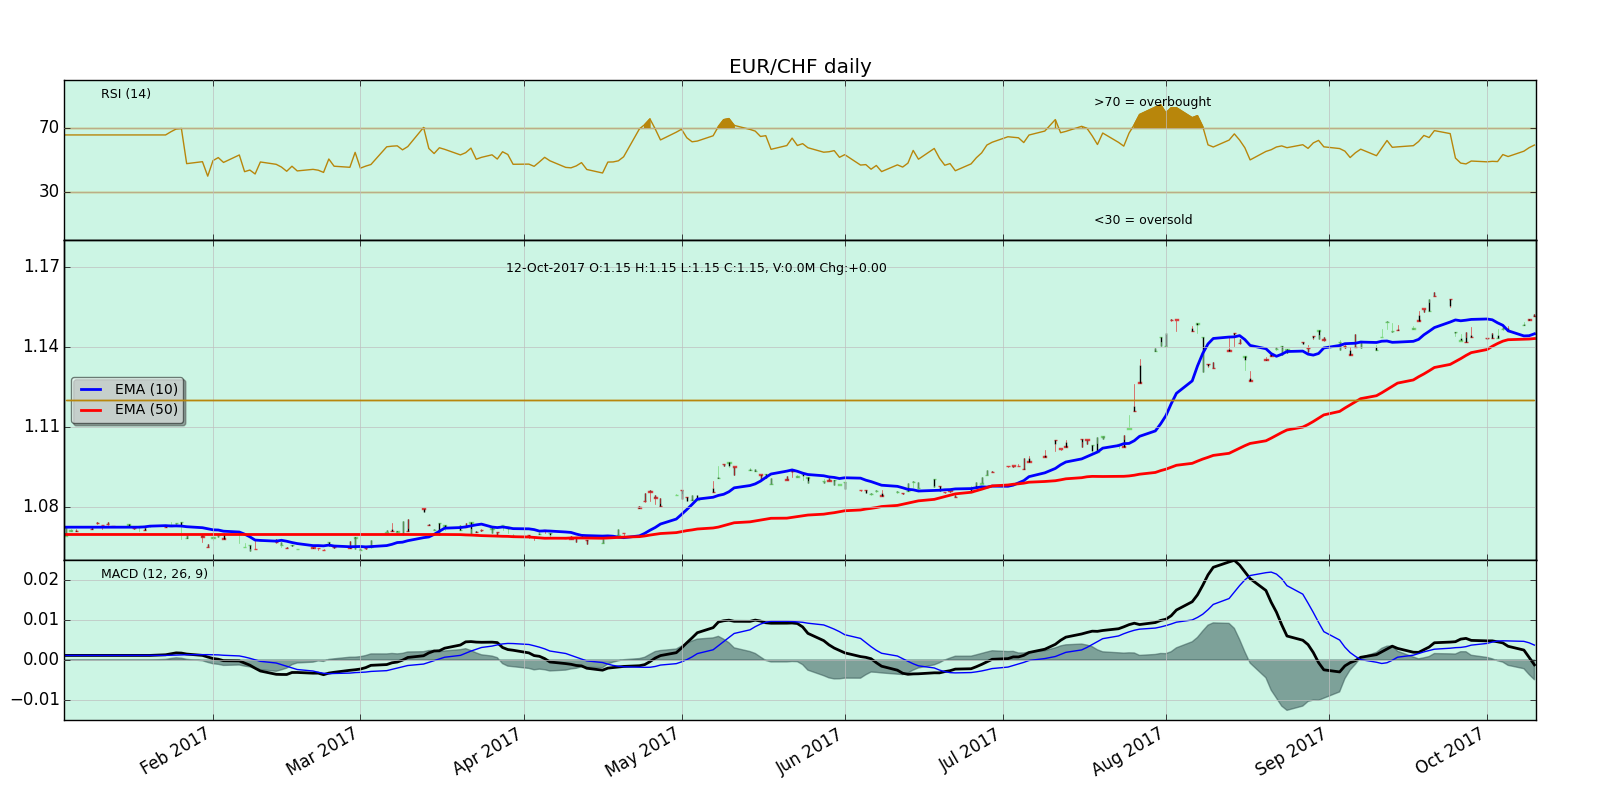 EUR/CHF daily
RSI (14)
>70 = overbought
70
30
<30 = oversold
1.17
12-Oct-2017 O:1.15 H:1.15 L:1.15 C:1.15, V:0.0M Chg:+0.00
1.14
EMA (10)
EMA (50)
1.11
1.08
MACD (12, 26, 9)
0.02
0.01
0.00
−0.01
Feb 2017
Mar 2017
Apr 2017
May 2017
Jun 2017
Jul 2017
Aug 2017
Sep 2017
Oct 2017